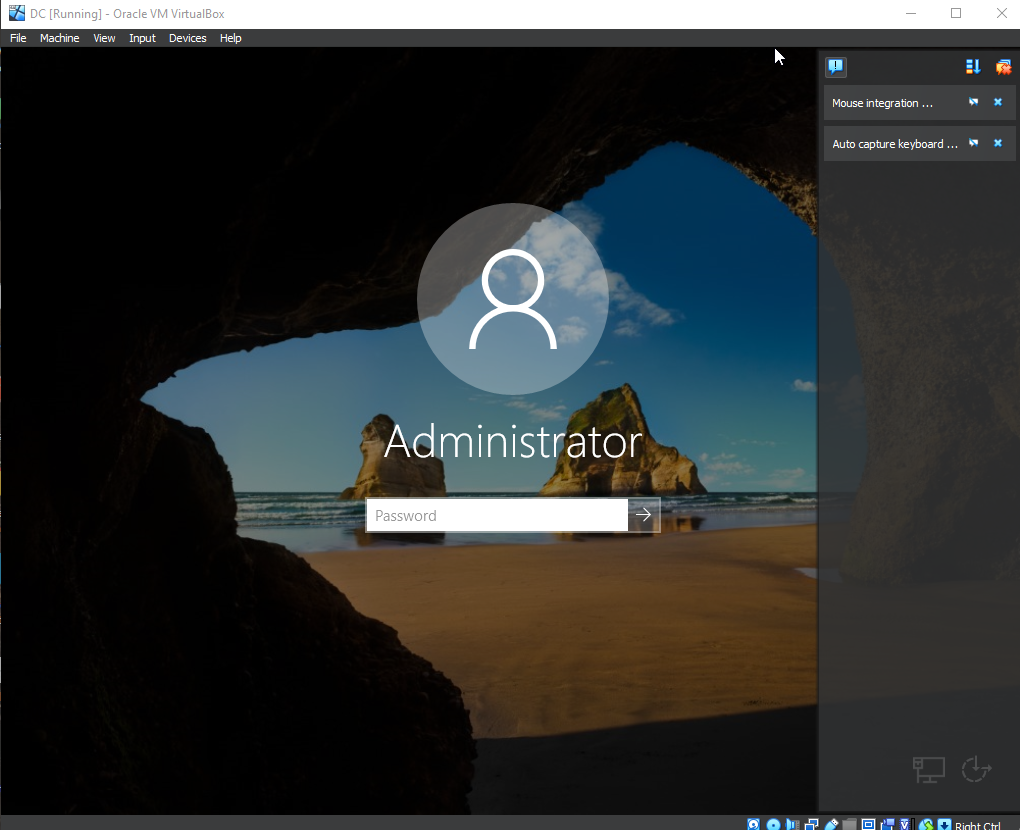 DC [Running] - Oracle VM VirtualBox
File Machine View Input Devices Help
Mouse integration ...
Auto capture keyboard ...
Administrator
Password
Right Ctrl